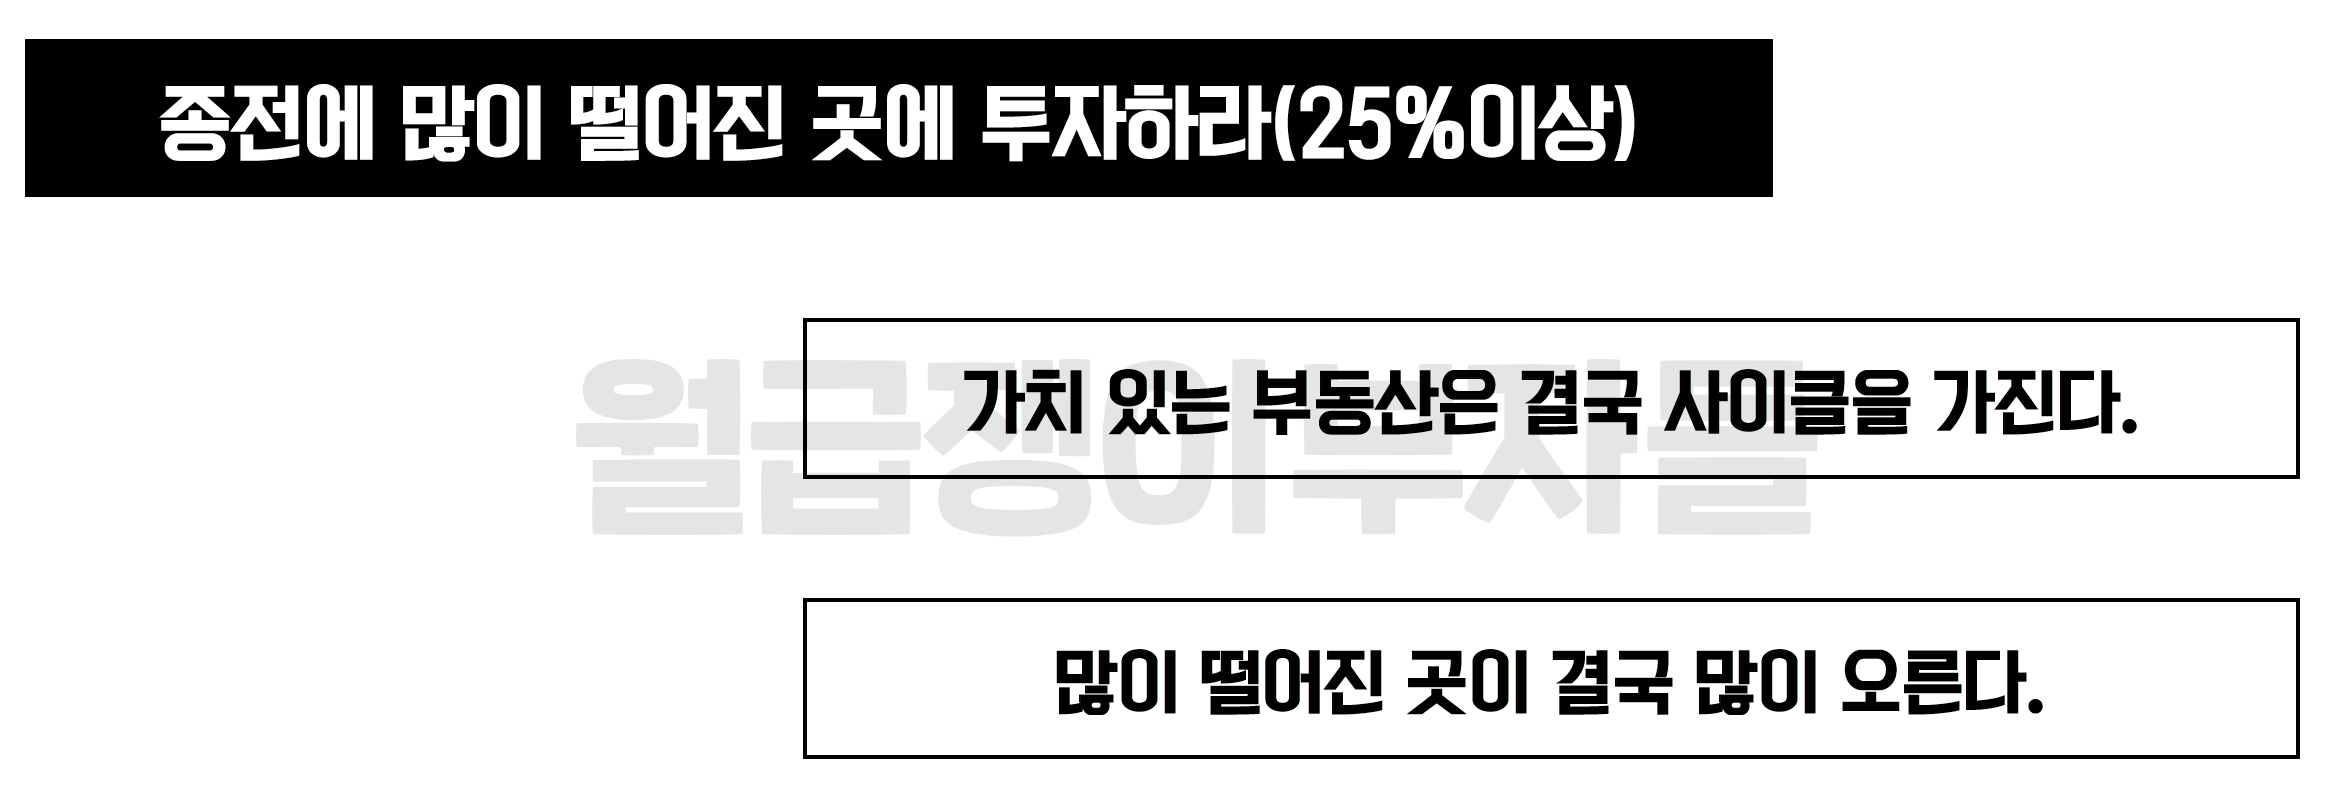 종전에 많이 떨어진 곳에 투자하라(25%이상)
가치 있는 부동산은 결국 사이클을 가진다.
월급쟁이부자들
많이 떨어진 곳이 결국 많이 오른다.